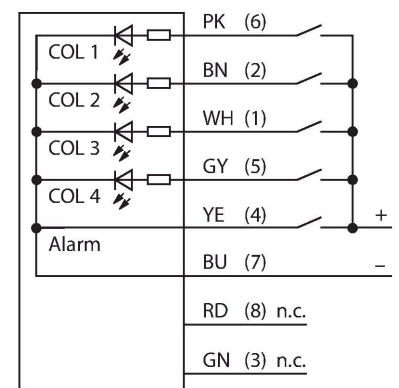 PK (6)
COL 1
BN (2)
COL 2
WH (1)
COL 3
GY (5)
COL 4
YE (4) +
Alarm
BU (7) –
RD (8) n.c.
GN (3) n.c.